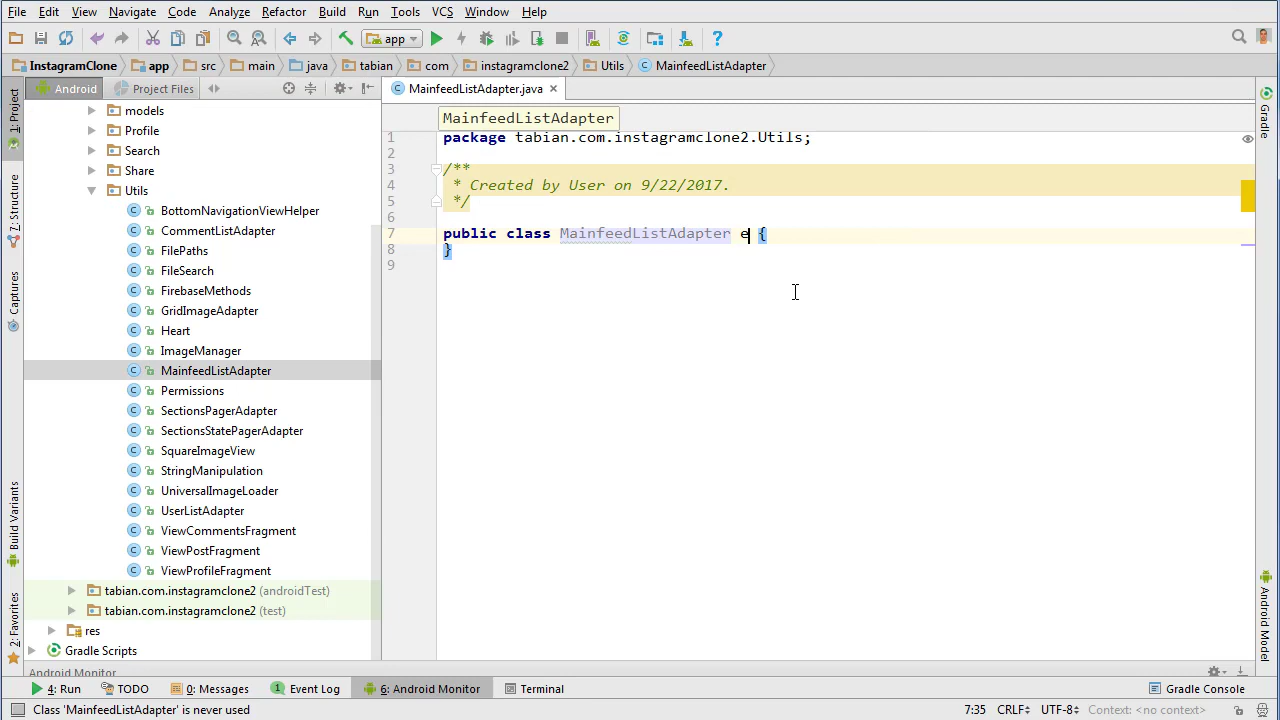 File Edit View Navigate Code Analyze Refactor Build Run Tools VCS Window Help
app
InstagramClone app src main java tabian com instagramclone2 Utils MainfeedListAdapter
Android Project Files
MainfeedListAdapter.java
1: Project
7: Structure
Captures
Build Variants
2: Favorites
models
Profile
Search
Share
Utils
BottomNavigationViewHelper
CommentListAdapter
FilePaths
FileSearch
FirebaseMethods
GridImageAdapter
Heart
ImageManager
MainfeedListAdapter
Permissions
SectionsPagerAdapter
SectionsStatePagerAdapter
SquareImageView
StringManipulation
UniversalImageLoader
UserListAdapter
ViewCommentsFragment
ViewPostFragment
ViewProfileFragment
tabian.com.instagramclone2 (androidTest)
tabian.com.instagramclone2 (test)
res
Gradle Scripts
MainfeedListAdapter
1 package tabian.com.instagramclone2.Utils;
2
3 /**
4 * Created by User on 9/22/2017.
5 */
6
7 public class MainfeedListAdapter e {
8 }
9
Gradle
Android Model
Android Monitor
4: Run TODO 0: Messages 1 Event Log 6: Android Monitor Terminal Gradle Console
Class 'MainfeedListAdapter' is never used 7:35 CRLF UTF-8 Context: <no context>